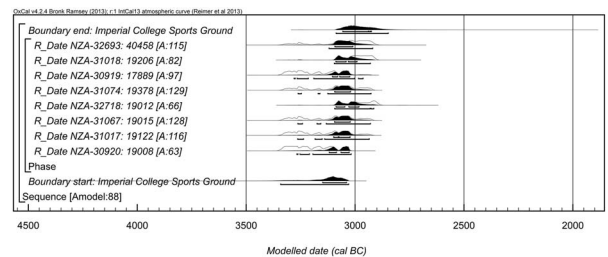 OxCal v4.2.4 Bronk Ramsey (2013); r:1 IntCal13 atmospheric curve (Reimer et al 2013)
Boundary end: Imperial College Sports Ground
R_Date NZA-32693: 40458 [A:115]
R_Date NZA-31018: 19206 [A:82]
R_Date NZA-30919: 17889 [A:97]
R_Date NZA-31074: 19378 [A:129]
R_Date NZA-32718: 19012 [A:66]
R_Date NZA-31067: 19015 [A:128]
R_Date NZA-31017: 19122 [A:116]
R_Date NZA-30920: 19008 [A:63]
Phase
Boundary start: Imperial College Sports Ground
Sequence [Amodel:88]
4500 4000 3500 3000 2500 2000
Modelled date (cal BC)